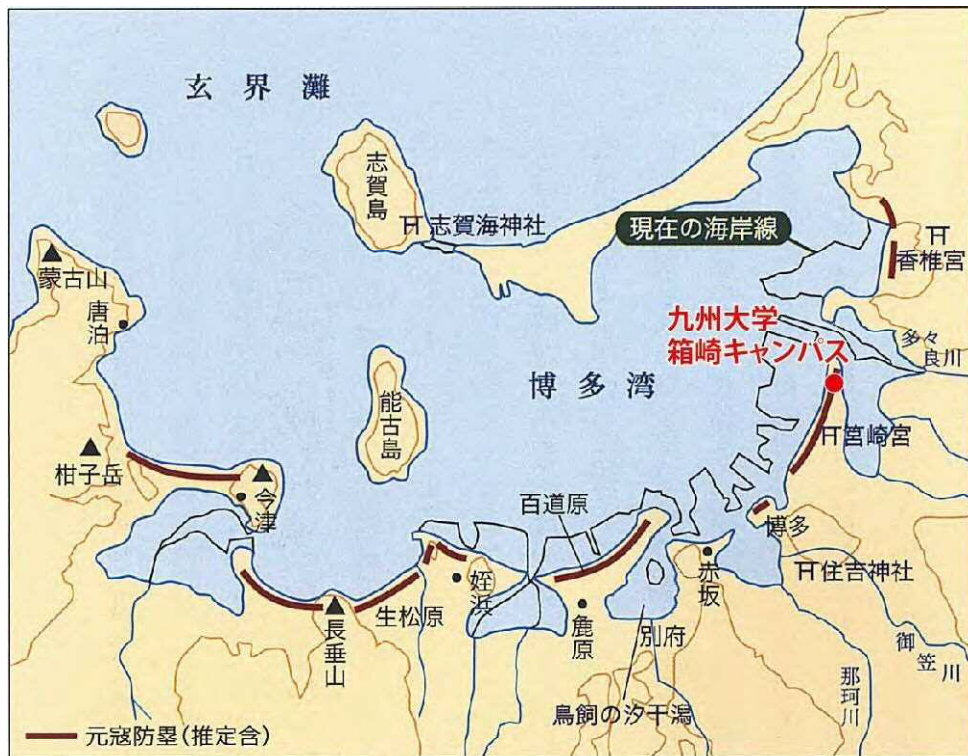 玄界灘
志賀島
志賀海神社
現在の海岸線
香椎宮
蒙古山
唐泊
九州大学
箱崎キャンパス
多々
良川
能古島
博多湾
筥崎宮
柑子岳
今津
百道原
博多
生松原
姪浜
赤坂
住吉神社
長垂山
鹿原
別府
御笠川
那珂川
鳥飼の汐干潟
元寇防塁(推定含)